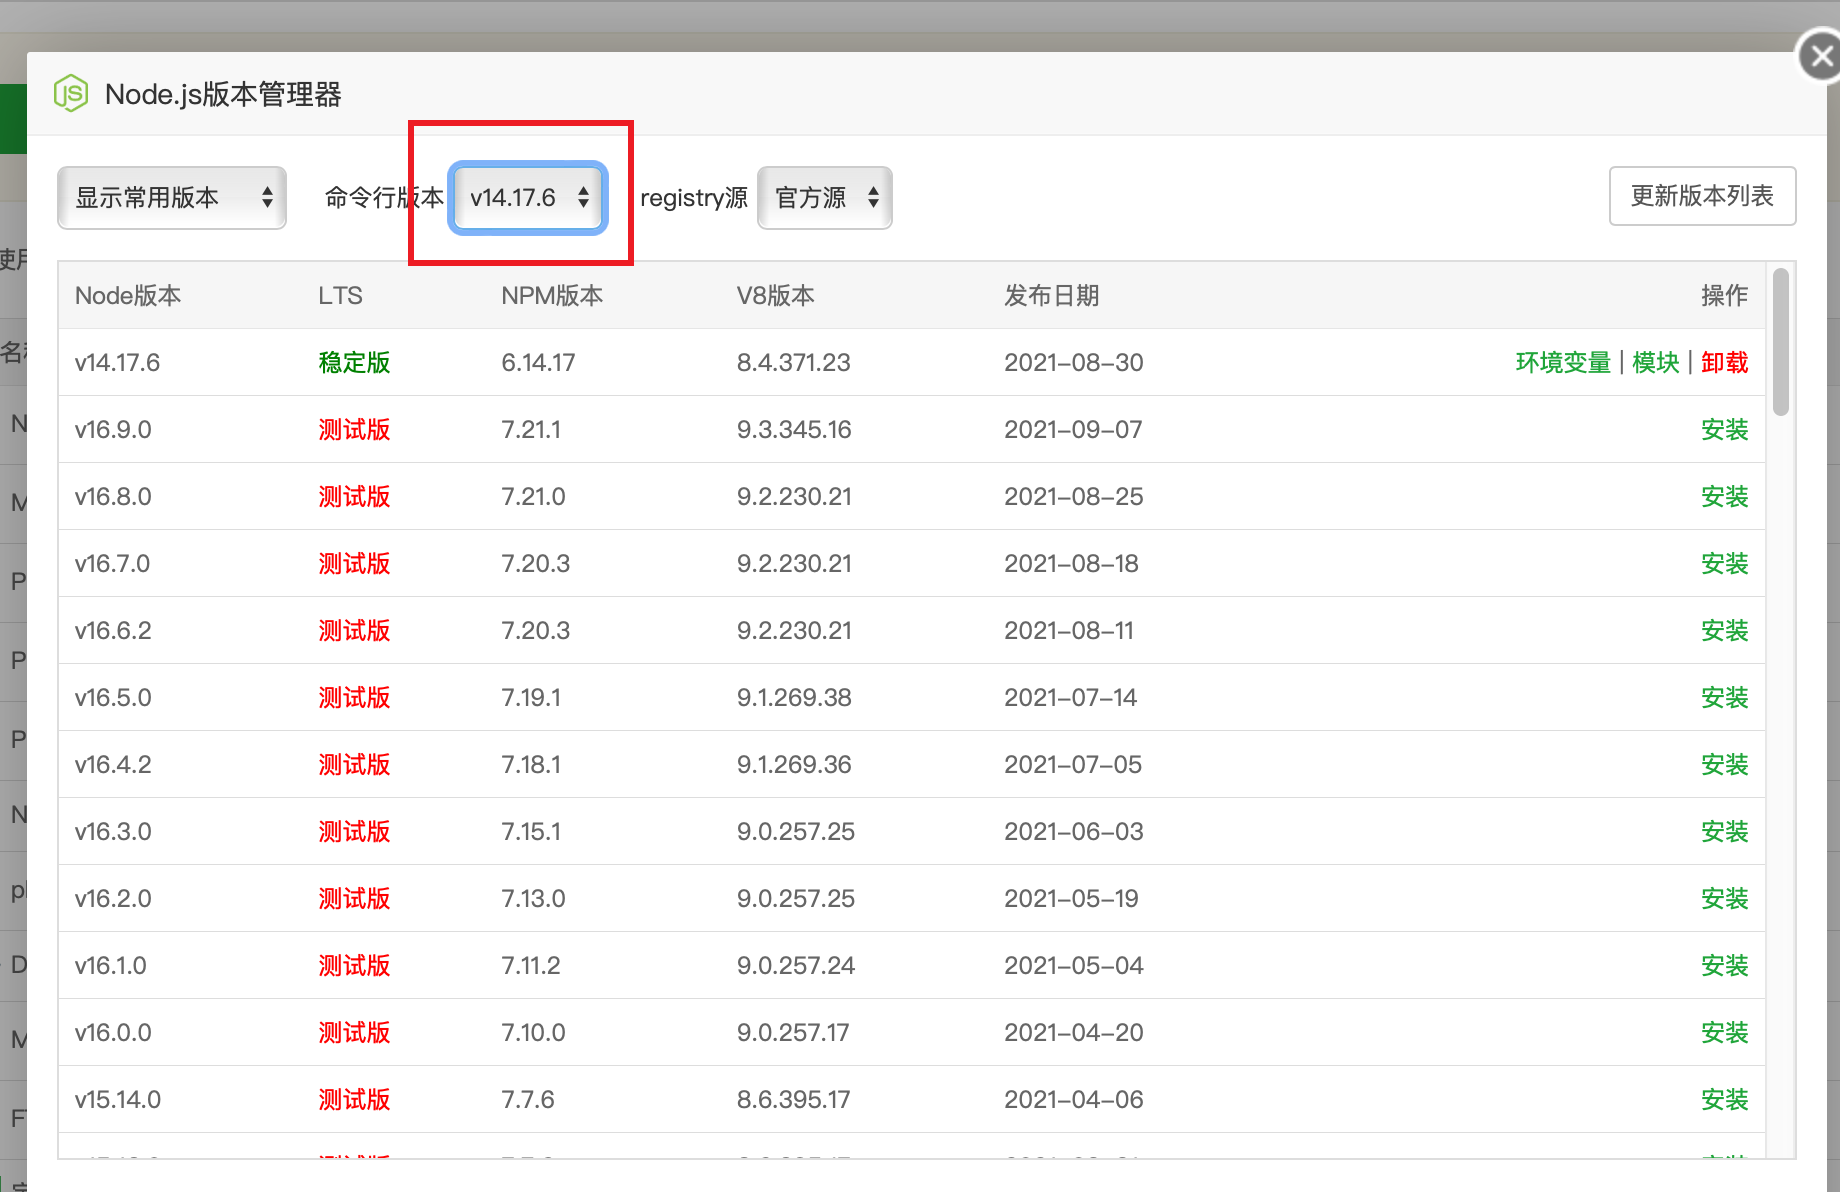 Node.js版本管理器
显示常用版本 命令行版本 v14.17.6 registry源 官方源 更新版本列表
Node版本 LTS NPM版本 V8版本 发布日期 操作
v14.17.6 稳定版 6.14.17 8.4.371.23 2021-08-30 环境变量 | 模块 | 卸载
v16.9.0 测试版 7.21.1 9.3.345.16 2021-09-07 安装
v16.8.0 测试版 7.21.0 9.2.230.21 2021-08-25 安装
v16.7.0 测试版 7.20.3 9.2.230.21 2021-08-18 安装
v16.6.2 测试版 7.20.3 9.2.230.21 2021-08-11 安装
v16.5.0 测试版 7.19.1 9.1.269.38 2021-07-14 安装
v16.4.2 测试版 7.18.1 9.1.269.36 2021-07-05 安装
v16.3.0 测试版 7.15.1 9.0.257.25 2021-06-03 安装
v16.2.0 测试版 7.13.0 9.0.257.25 2021-05-19 安装
v16.1.0 测试版 7.11.2 9.0.257.24 2021-05-04 安装
v16.0.0 测试版 7.10.0 9.0.257.17 2021-04-20 安装
v15.14.0 测试版 7.7.6 8.6.395.17 2021-04-06 安装